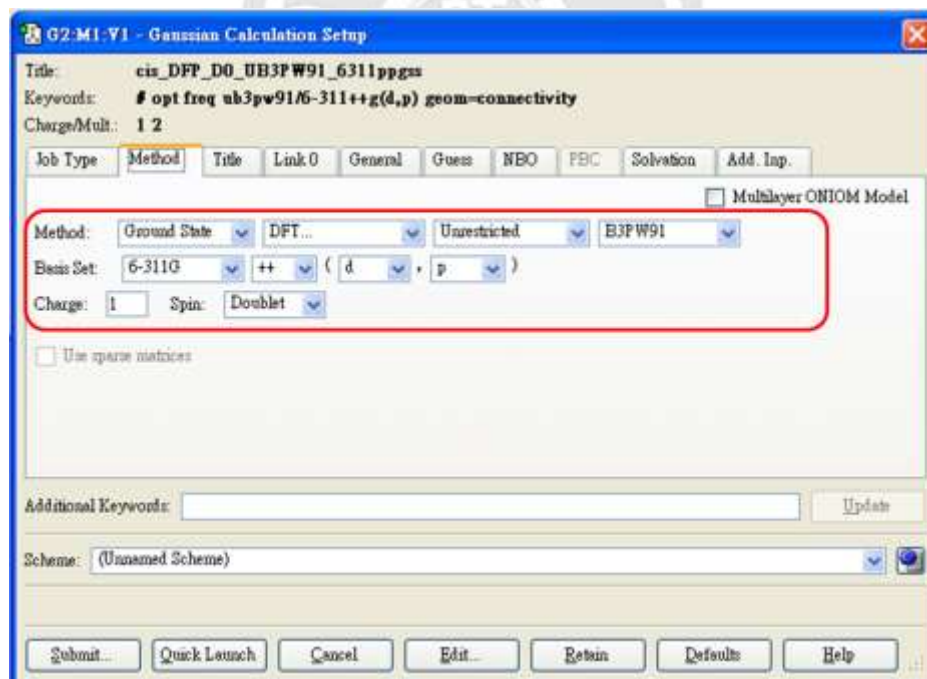 G2:M1:V1 - Gaussian Calculation Setup
Title: cis_DFP_D0_UB3PW91_6311ppgss
Keywords: # opt freq ub3pw91/6-311++g(d,p) geom=connectivity
Charge/Mult.: 1 2
Job Type Method Title Link 0 General Guess NBO PBC Solvation Add. Inp.
Multilayer ONIOM Model
Method: Ground State DFT... Unrestricted B3PW91
Basis Set: 6-311G ++ ( d , p )
Charge: 1 Spin: Doublet
Use sparse matrices
Additional Keywords: Update
Scheme: (Unnamed Scheme)
Submit... Quick Launch Cancel Edit... Retain Defaults Help